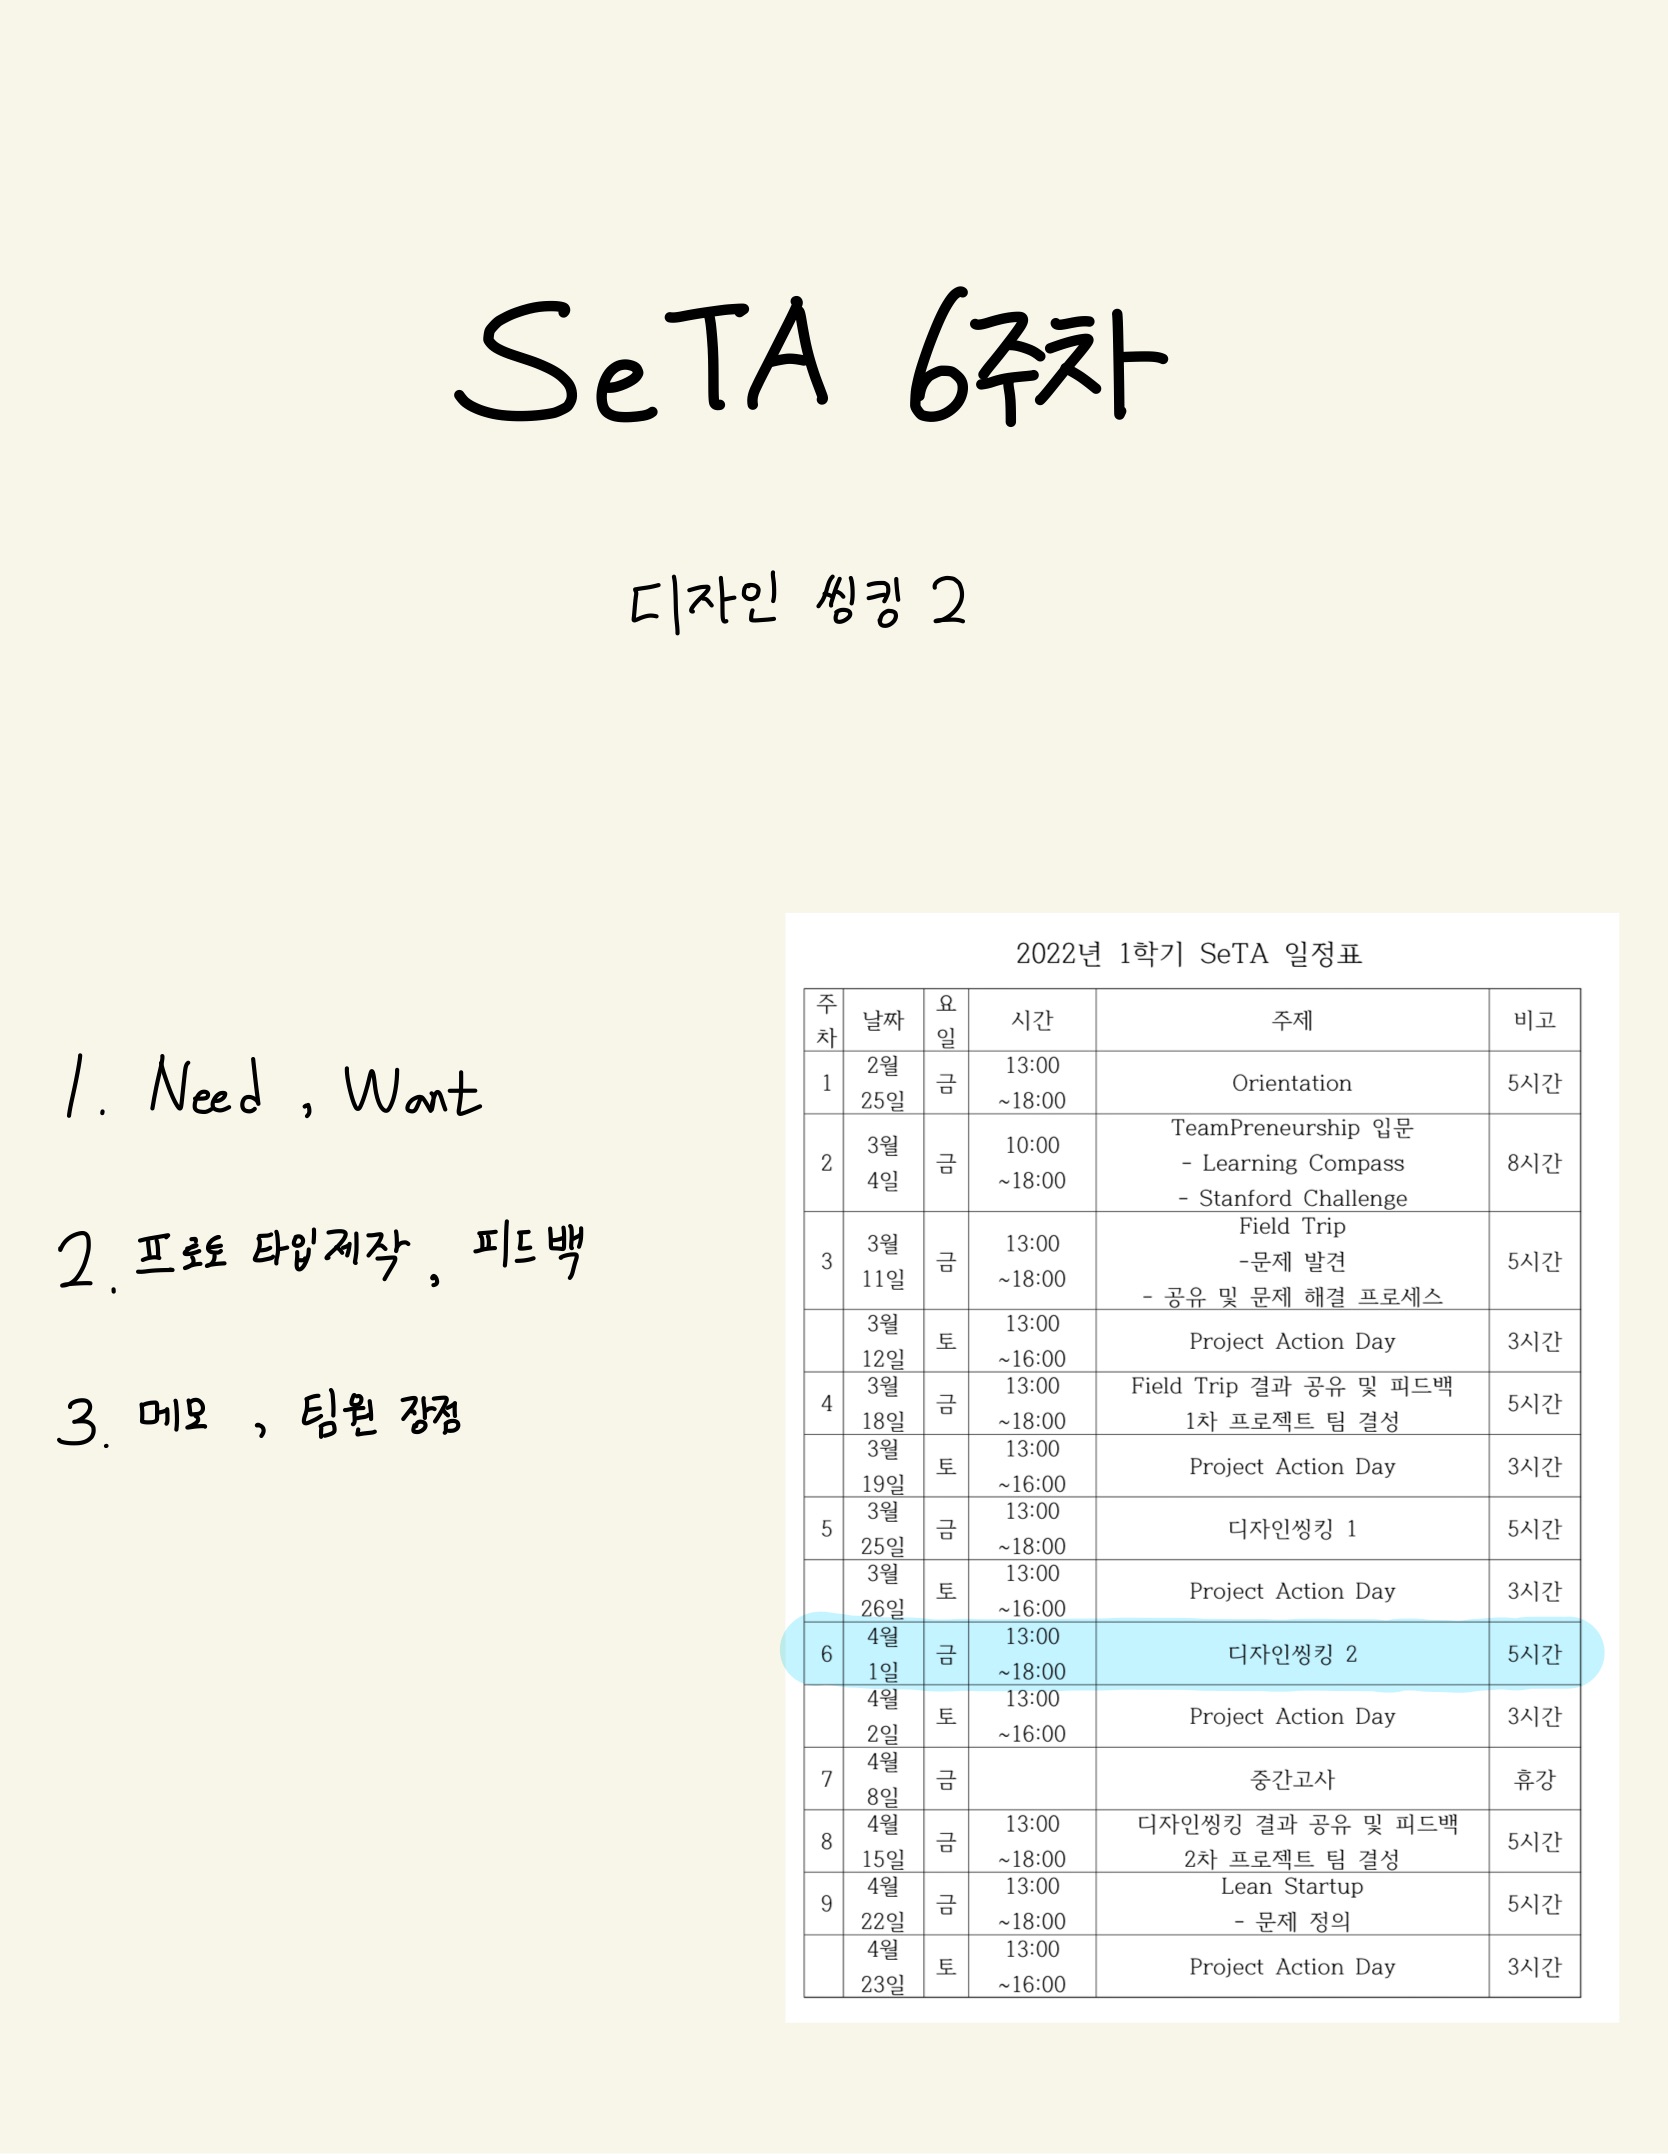 SeTA 6주차
디자인 씽킹 2
1. Need , Want
2. 프로토 타입제작 , 피드백
3. 메모 , 팀원 장점
2022년 1학기 SeTA 일정표
주차 날짜 요일 시간 주제 비고
1 2월 25일 금 13:00 ~18:00 Orientation 5시간
2 3월 4일 금 10:00 ~18:00 TeamPreneurship 입문 - Learning Compass - Stanford Challenge 8시간
3 3월 11일 금 13:00 ~18:00 Field Trip -문제 발견 - 공유 및 문제 해결 프로세스 5시간
3월 12일 토 13:00 ~16:00 Project Action Day 3시간
4 3월 18일 금 13:00 ~18:00 Field Trip 결과 공유 및 피드백 1차 프로젝트 팀 결성 5시간
3월 19일 토 13:00 ~16:00 Project Action Day 3시간
5 3월 25일 금 13:00 ~18:00 디자인씽킹 1 5시간
3월 26일 토 13:00 ~16:00 Project Action Day 3시간
6 4월 1일 금 13:00 ~18:00 디자인씽킹 2 5시간
4월 2일 토 13:00 ~16:00 Project Action Day 3시간
7 4월 8일 금 중간고사 휴강
8 4월 15일 금 13:00 ~18:00 디자인씽킹 결과 공유 및 피드백 2차 프로젝트 팀 결성 5시간
9 4월 22일 금 13:00 ~18:00 Lean Startup - 문제 정의 5시간
4월 23일 토 13:00 ~16:00 Project Action Day 3시간